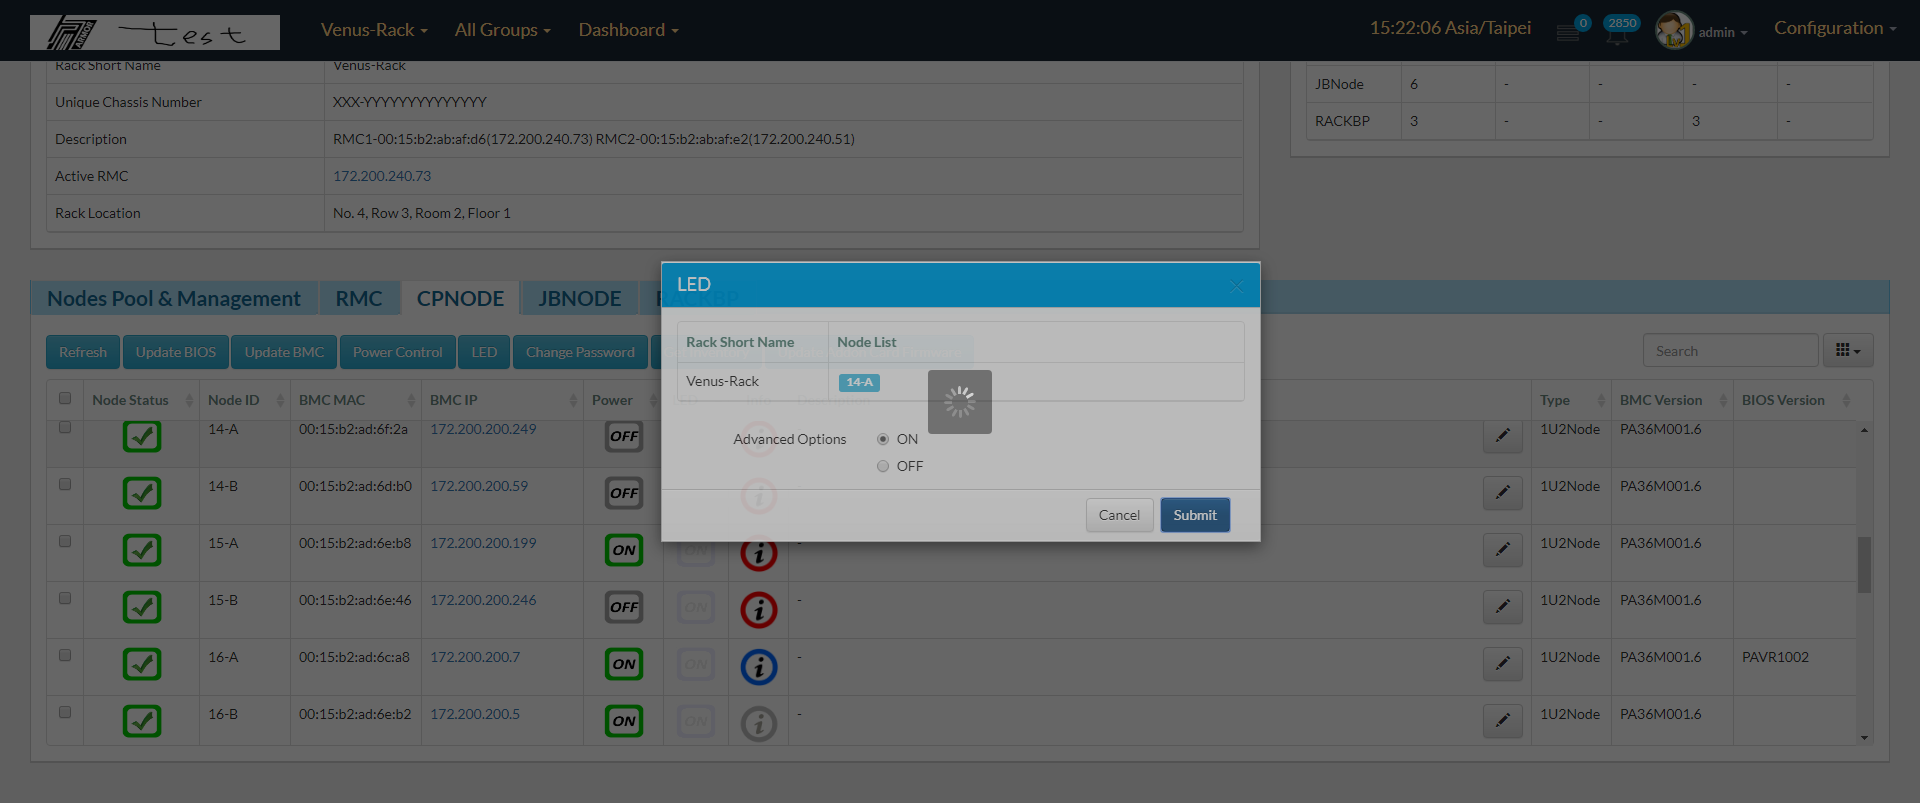 ARMOR test Venus-Rack All Groups Dashboard 15:22:06 Asia/Taipei 0 2850 admin Configuration
Rack Short Name Venus-Rack
Unique Chassis Number XXX-YYYYYYYYYYYYYY
Description RMC1-00:15:b2:ab:af:d6(172.200.240.73) RMC2-00:15:b2:ab:af:e2(172.200.240.51)
Active RMC 172.200.240.73
Rack Location No. 4, Row 3, Room 2, Floor 1
JBNode 6 - - - -
RACKBP 3 - - 3 -
Nodes Pool & Management RMC CPNODE JBNODE RACKBP
Refresh Update BIOS Update BMC Power Control LED Change Password
Search
Node Status Node ID BMC MAC BMC IP Power Type BMC Version BIOS Version
14-A 00:15:b2:ad:6f:2a 172.200.200.249 OFF 1U2Node PA36M001.6
14-B 00:15:b2:ad:6d:b0 172.200.200.59 OFF 1U2Node PA36M001.6
15-A 00:15:b2:ad:6e:b8 172.200.200.199 ON ON i - 1U2Node PA36M001.6
15-B 00:15:b2:ad:6e:46 172.200.200.246 OFF ON i - 1U2Node PA36M001.6
16-A 00:15:b2:ad:6c:a8 172.200.200.7 ON ON i - 1U2Node PA36M001.6 PAVR1002
16-B 00:15:b2:ad:6e:b2 172.200.200.5 ON ON i - 1U2Node PA36M001.6
LED
Rack Short Name Node List
Venus-Rack 14-A
Advanced Options ON
OFF
Cancel Submit